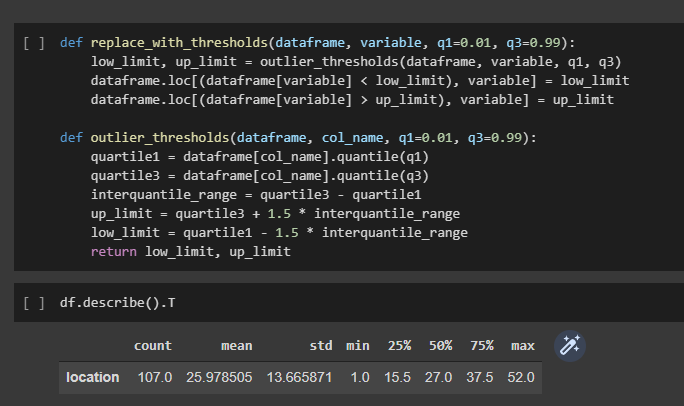 [ ] def replace_with_thresholds(dataframe, variable, q1=0.01, q3=0.99):
    low_limit, up_limit = outlier_thresholds(dataframe, variable, q1, q3)
    dataframe.loc[(dataframe[variable] < low_limit), variable] = low_limit
    dataframe.loc[(dataframe[variable] > up_limit), variable] = up_limit

def outlier_thresholds(dataframe, col_name, q1=0.01, q3=0.99):
    quartile1 = dataframe[col_name].quantile(q1)
    quartile3 = dataframe[col_name].quantile(q3)
    interquantile_range = quartile3 - quartile1
    up_limit = quartile3 + 1.5 * interquantile_range
    low_limit = quartile1 - 1.5 * interquantile_range
    return low_limit, up_limit
[ ] df.describe().T
count mean std min 25% 50% 75% max
location 107.0 25.978505 13.665871 1.0 15.5 27.0 37.5 52.0